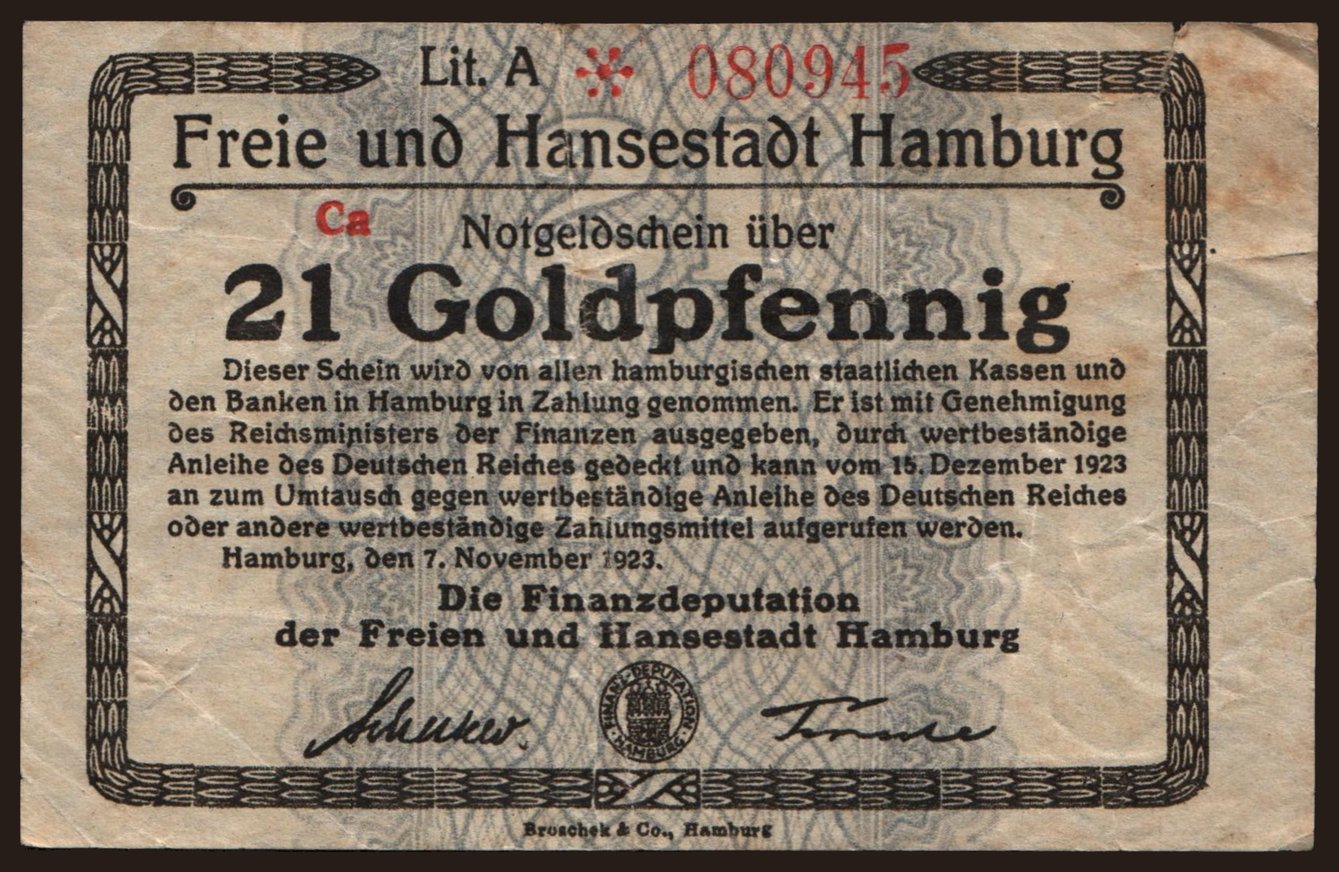 Lit. A * 080945
Freie und Hansestadt Hamburg
Ca
Notgeldschein über
21 Goldpfennig
Dieser Schein wird von allen hamburgischen staatlichen Kassen und
den Banken in Hamburg in Zahlung genommen. Er ist mit Genehmigung
des Reichsministers der Finanzen ausgegeben, durch wertbeständige
Anleihe des Deutschen Reiches gedeckt und kann vom 15. Dezember 1923
an zum Umtausch gegen wertbeständige Anleihe des Deutschen Reiches
oder andere wertbeständige Zahlungsmittel aufgerufen werden.
Hamburg, den 7. November 1923.
Die Finanzdeputation
der Freien und Hansestadt Hamburg
FINANZ-DEPUTATION
HAMBURG
Broschek & Co., Hamburg